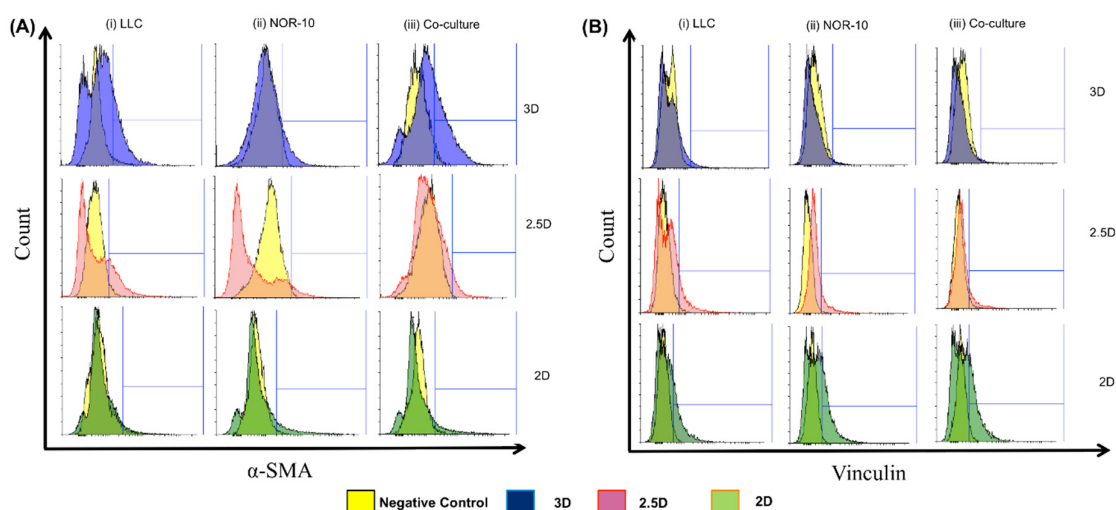 (A)
(i) LLC
(ii) NOR-10
(iii) Co-culture
3D
2.5D
2D
Count
α-SMA
(B)
(i) LLC
(ii) NOR-10
(iii) Co-culture
3D
2.5D
2D
Count
Vinculin
Negative Control 3D 2.5D 2D